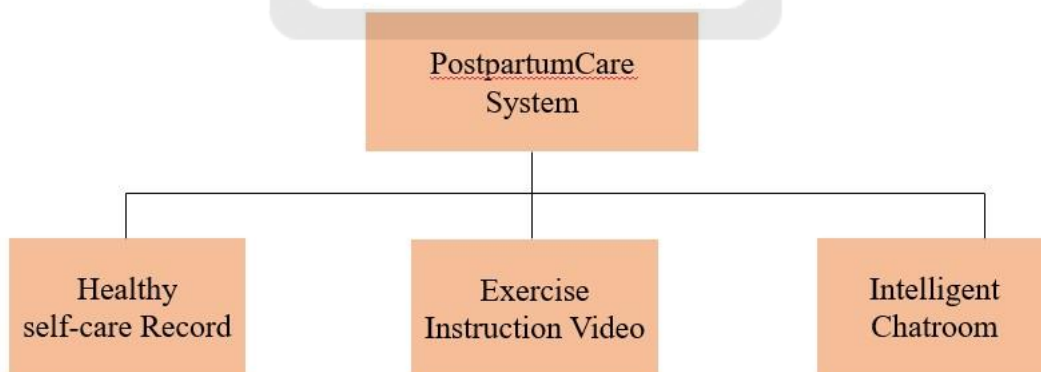 PostpartumCare
System
Healthy
self-care Record
Exercise
Instruction Video
Intelligent
Chatroom